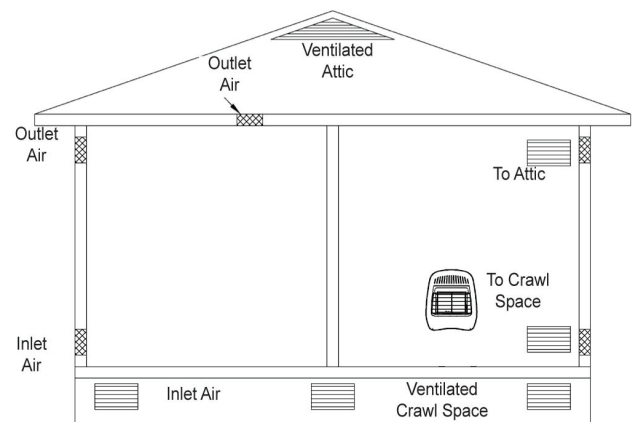 Ventilated
Attic
Outlet
Air
Outlet
Air
To Attic
To Crawl
Space
Inlet
Air
Inlet Air
Ventilated
Crawl Space